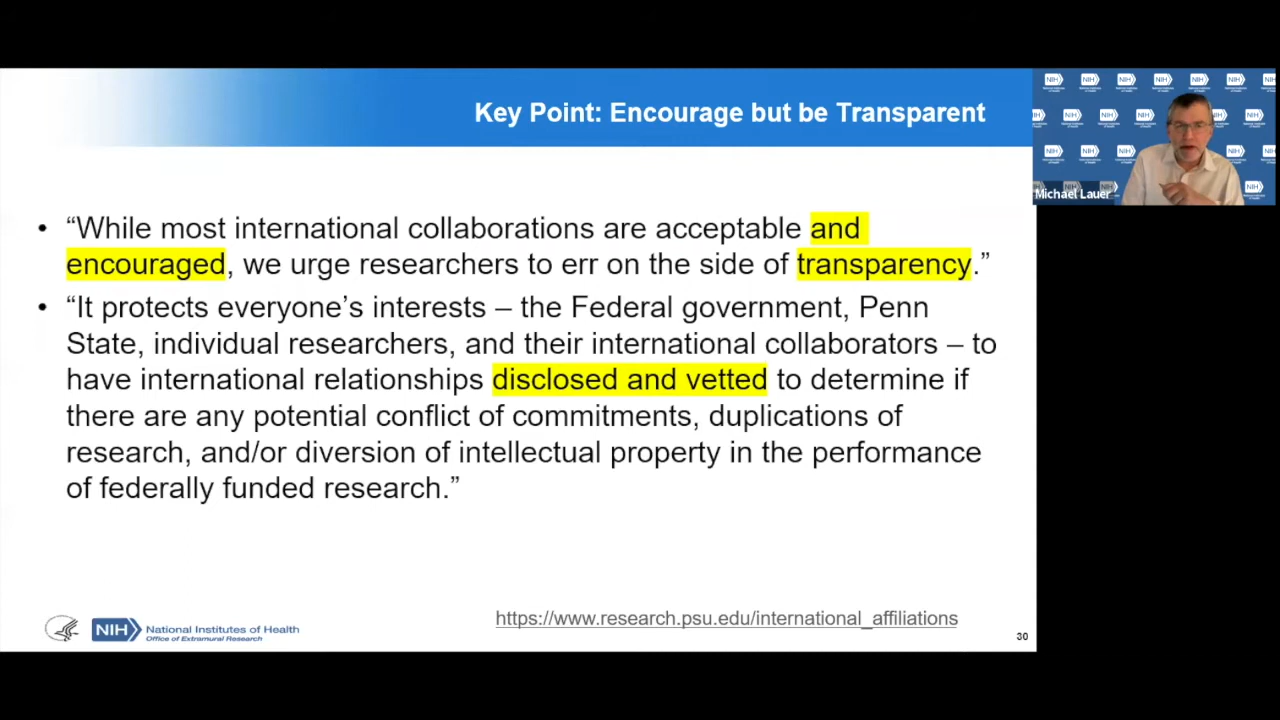 Key Point: Encourage but be Transparent
• “While most international collaborations are acceptable and
encouraged, we urge researchers to err on the side of transparency.”
• “It protects everyone’s interests – the Federal government, Penn
State, individual researchers, and their international collaborators – to
have international relationships disclosed and vetted to determine if
there are any potential conflict of commitments, duplications of
research, and/or diversion of intellectual property in the performance
of federally funded research.”
NIH National Institutes of Health
Office of Extramural Research
https://www.research.psu.edu/international_affiliations
30
NIH
Michael Lauer